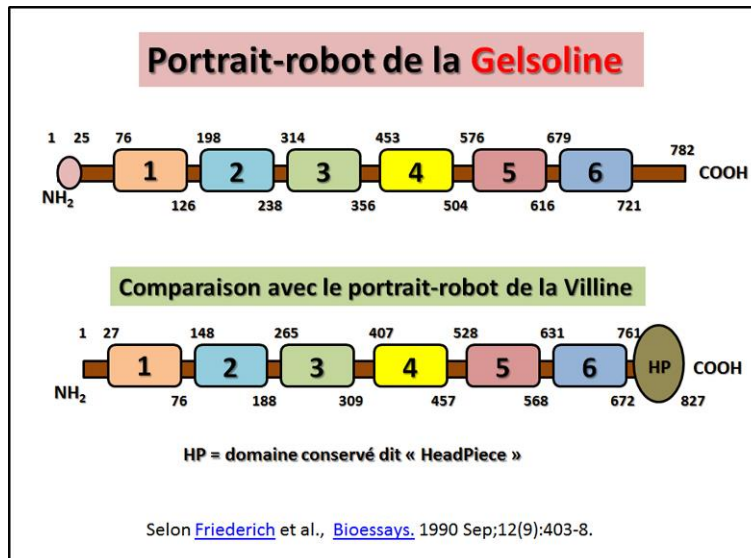 Portrait-robot de la Gelsoline
1 25 76 198 314 453 576 679 782
1 2 3 4 5 6 COOH
NH2
126 238 356 504 616 721
Comparaison avec le portrait-robot de la Villine
1 27 148 265 407 528 631 761
1 2 3 4 5 6 HP COOH
NH2
76 188 309 457 568 672 827
HP = domaine conservé dit « HeadPiece »
Selon Friederich et al., Bioessays. 1990 Sep;12(9):403-8.